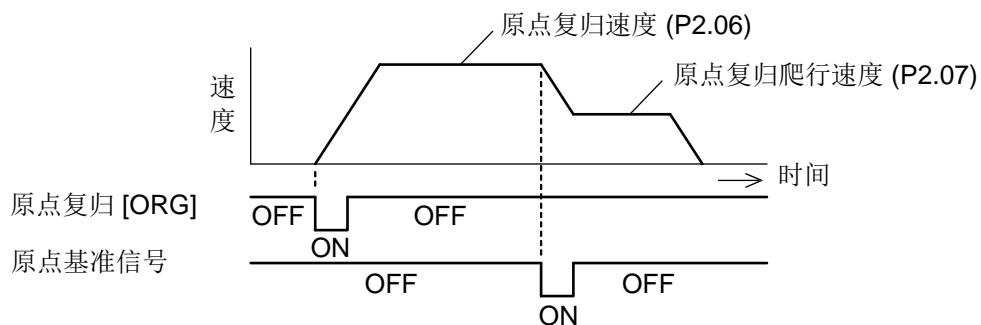 原点复归速度 (P2.06)
原点复归爬行速度 (P2.07)
速度
时间
原点复归 [ORG]
OFF
OFF
ON
原点基准信号
OFF
OFF
ON